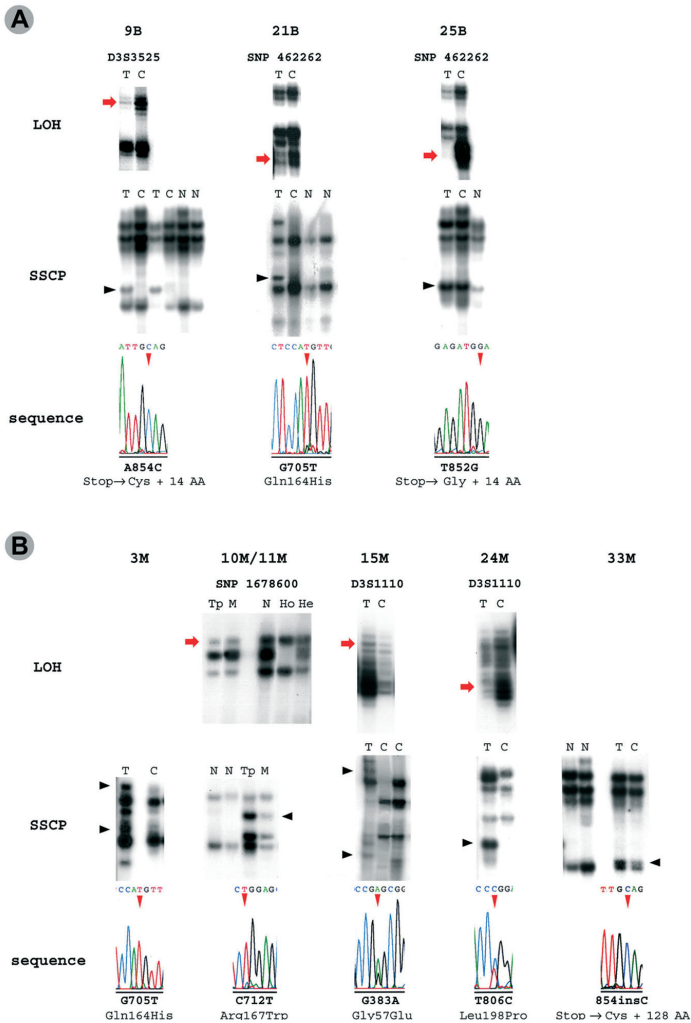 A
9B 21B 25B
D3S3525 SNP 462262 SNP 462262
T C T C T C
LOH
T C T C N N T C N N T C N
SSCP
ATTGCAG CTCCATGTTG GAGATGGA
sequence
A854C G705T T852G
Stop→Cys + 14 AA Gln164His Stop→Gly + 14 AA
B
3M 10M/11M 15M 24M 33M
SNP 1678600 D3S1110 D3S1110
Tp M N Ho He T C T C
LOH
T C N N Tp M T C C T C N N T C
SSCP
CCATGTT CTGGAG CCGAGCGG CCCGGA TTGCAG
sequence
G705T C712T G383A T806C 854insC
Gln164His Arg167Trp Gly57Glu Leu198Pro Stop→Cys + 128 AA